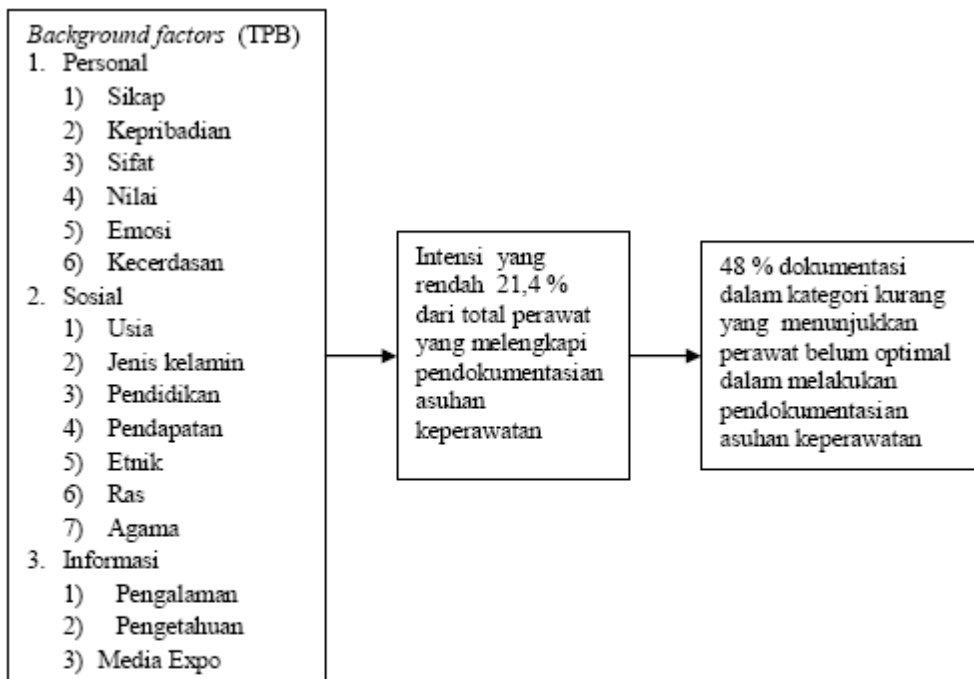 Background factors (TPB)
1. Personal
1) Sikap
2) Kepribadian
3) Sifat
4) Nilai
5) Emosi
6) Kecerdasan
2. Sosial
1) Usia
2) Jenis kelamin
3) Pendidikan
4) Pendapatan
5) Etnik
6) Ras
7) Agama
3. Informasi
1) Pengalaman
2) Pengetahuan
3) Media Expo
Intensi yang
rendah 21,4 %
dari total perawat
yang melengkapi
pendokumentasian
asuhan
keperawatan
48 % dokumentasi
dalam kategori kurang
yang menunjukkan
perawat belum optimal
dalam melakukan
pendokumentasian
asuhan keperawatan